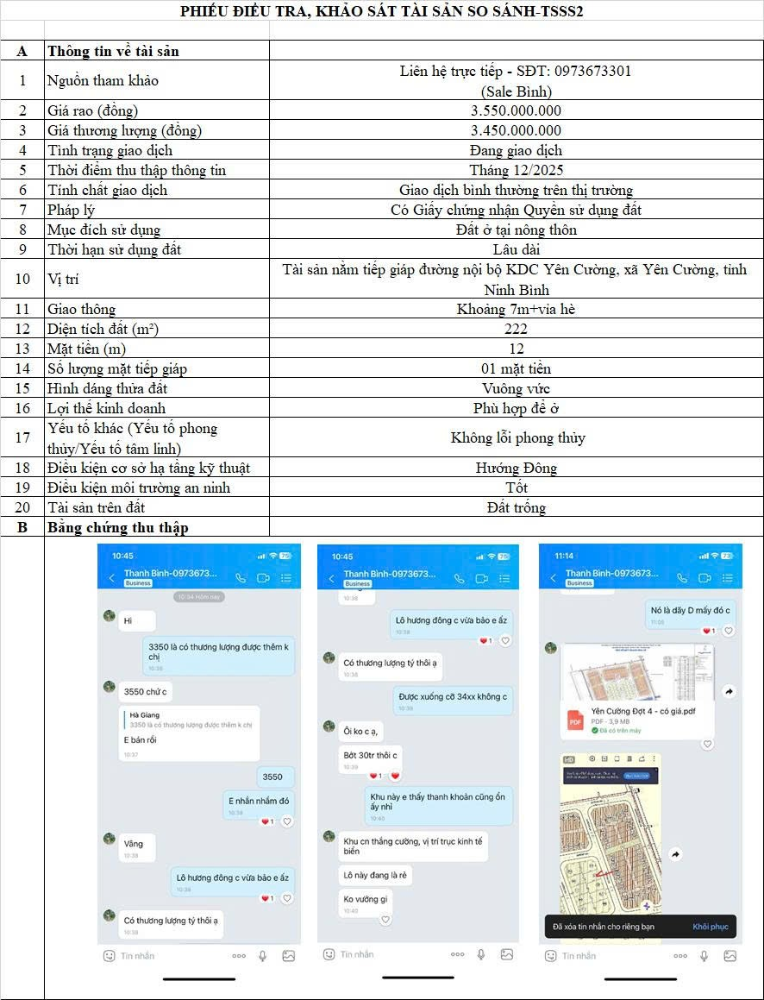 PHIẾU ĐIỀU TRA, KHẢO SÁT TÀI SẢN SO SÁNH-TSSS2
A Thông tin về tài sản
1 Nguồn tham khảo Liên hệ trực tiếp - SĐT: 0973673301
(Sale Bình)
2 Giá rao (đồng) 3.550.000.000
3 Giá thương lượng (đồng) 3.450.000.000
4 Tình trạng giao dịch Đang giao dịch
5 Thời điểm thu thập thông tin Tháng 12/2025
6 Tính chất giao dịch Giao dịch bình thường trên thị trường
7 Pháp lý Có Giấy chứng nhận Quyền sử dụng đất
8 Mục đích sử dụng Đất ở tại nông thôn
9 Thời hạn sử dụng đất Lâu dài
10 Vị trí Tài sản nằm tiếp giáp đường nội bộ KDC Yên Cường, xã Yên Cường, tỉnh
Ninh Bình
11 Giao thông Khoảng 7m+vỉa hè
12 Diện tích đất (m²) 222
13 Mặt tiền (m) 12
14 Số lượng mặt tiếp giáp 01 mặt tiền
15 Hình dáng thửa đất Vuông vức
16 Lợi thế kinh doanh Phù hợp để ở
17 Yếu tố khác (Yếu tố phong
thủy/Yếu tố tâm linh) Không lỗi phong thủy
18 Điều kiện cơ sở hạ tầng kỹ thuật Hướng Đông
19 Điều kiện môi trường an ninh Tốt
20 Tài sản trên đất Đất trống
B Bằng chứng thu thập
10:45
Thanh Bình-0973673...
Business
10:34 Hôm nay
Hi
3350 là có thương lượng được thêm k
chị
10:36
3550 chứ c
Hà Giang
3350 là có thương lượng được thêm k chị
E bán rồi
10:37
3550
E nhắn nhầm đó
10:38
1
Vâng
10:38
Lô hương đông c vừa bảo e ấz
10:38
1
Có thương lượng tý thôi ạ
10:38
Tin nhắn
10:45
Thanh Bình-0973673...
Business
10:38
Lô hương đông c vừa bảo e ấz
10:38
1
Có thương lượng tý thôi ạ
10:38
Được xuống cỡ 34xx không c
10:39
Ôi ko c ạ,
Bớt 30tr thôi c
10:39
1
Khu này e thấy thanh khoản cũng ổn
ấy nhỉ
10:40
Khu cn thắng cường, vị trí trục kinh tế
biển
Lô này đang là rẻ
Ko vướng gì
10:40
Tin nhắn
11:14
Thanh Bình-0973673...
Business
Nó là dãy D mấy đó c
11:05
1
PDF
Yên Cường Đợt 4 - có giá.pdf
PDF - 3,9 MB
Đã có trên máy
HD
Đã xóa tin nhắn cho riêng bạn Khôi phục
Tin nhắn